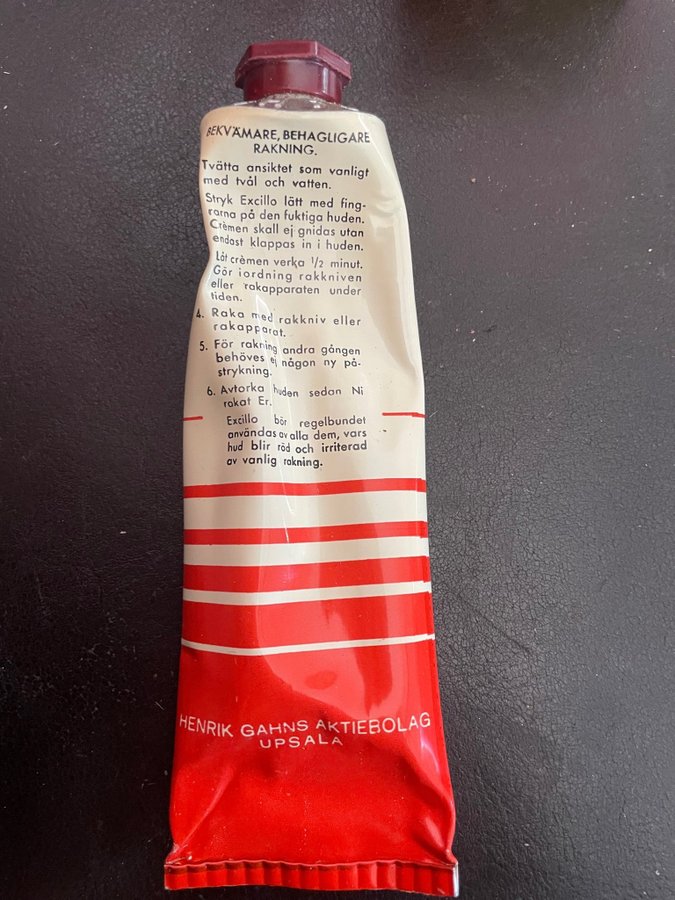 BEKVÄMARE, BEHAGLIGARE
RAKNING.
Tvätta ansiktet som vanligt
med tvål och vatten.
Stryk Excillo lätt med fing-
rarna på den fuktiga huden.
Crèmen skall ej gnidas utan
endast klappas in i huden.
Låt crèmen verka 1/2 minut.
Gör iordning rakkniven
eller rakapparaten under
tiden.
4. Raka med rakkniv eller
rakapparat.
5. För rakning andra gången
behöves ej någon ny på-
strykning.
6. Avtorka huden sedan Ni
rakat Er.
Excillo bör regelbundet
användas av alla dem, vars
hud blir röd och irriterad
av vanlig rakning.
HENRIK GAHNS AKTIEBOLAG
UPSALA